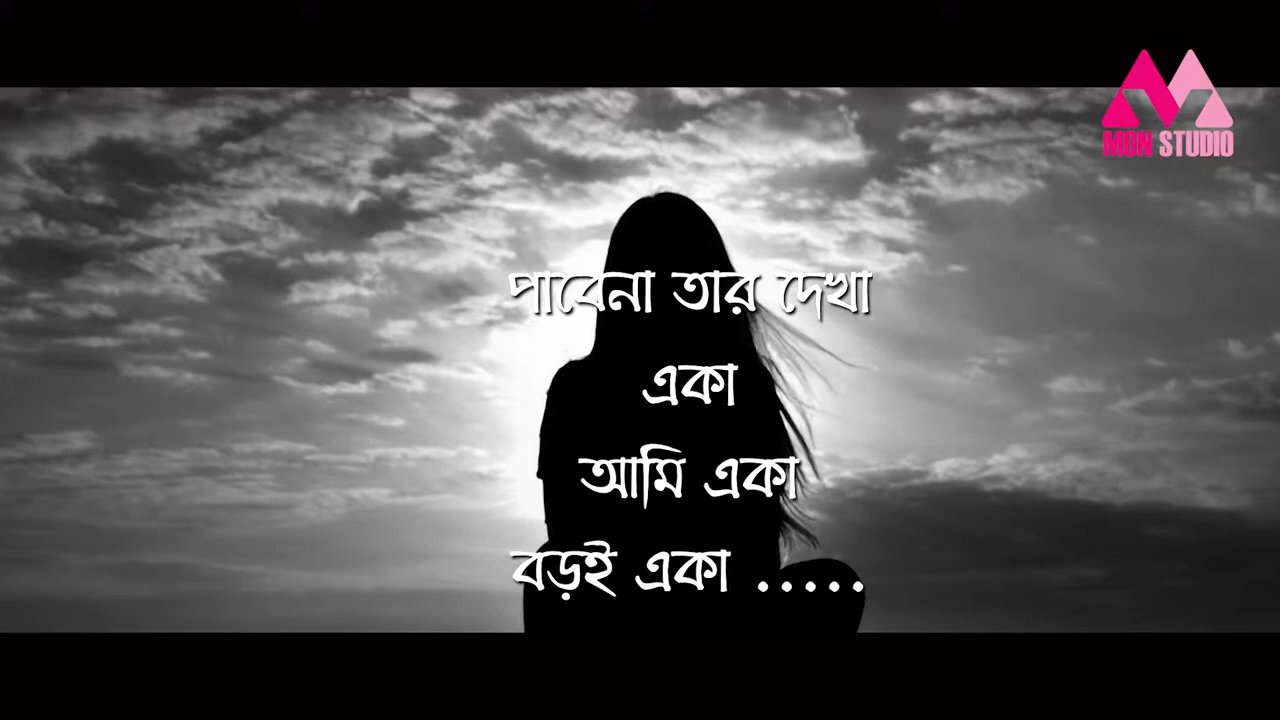 MON STUDIO
পাবেনা তার দেখা
একা
আমি একা
বড়ই একা .....